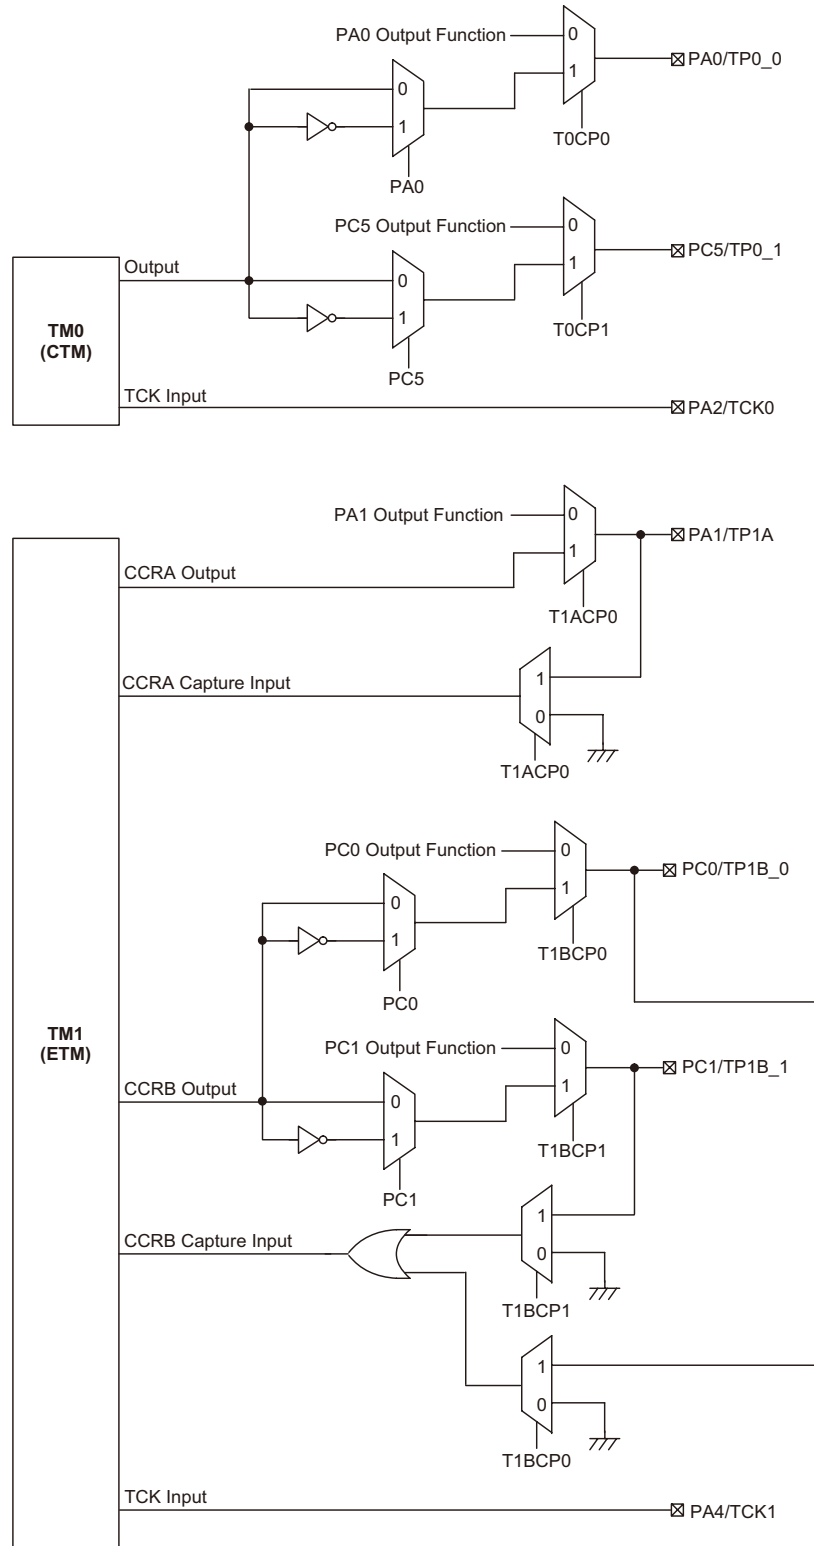 PA0 Output Function
0
1
PA0/TP0_0
T0CP0
0
1
PA0
PC5 Output Function
0
1
PC5/TP0_1
T0CP1
Output
0
1
PC5
TM0
(CTM)
TCK Input
PA2/TCK0
PA1 Output Function
0
1
PA1/TP1A
T1ACP0
CCRA Output
CCRA Capture Input
1
0
T1ACP0
PC0 Output Function
0
1
PC0/TP1B_0
T1BCP0
0
1
PC0
TM1
(ETM)
PC1 Output Function
0
1
PC1/TP1B_1
T1BCP1
CCRB Output
0
1
PC1
CCRB Capture Input
1
0
T1BCP1
1
0
T1BCP0
TCK Input
PA4/TCK1